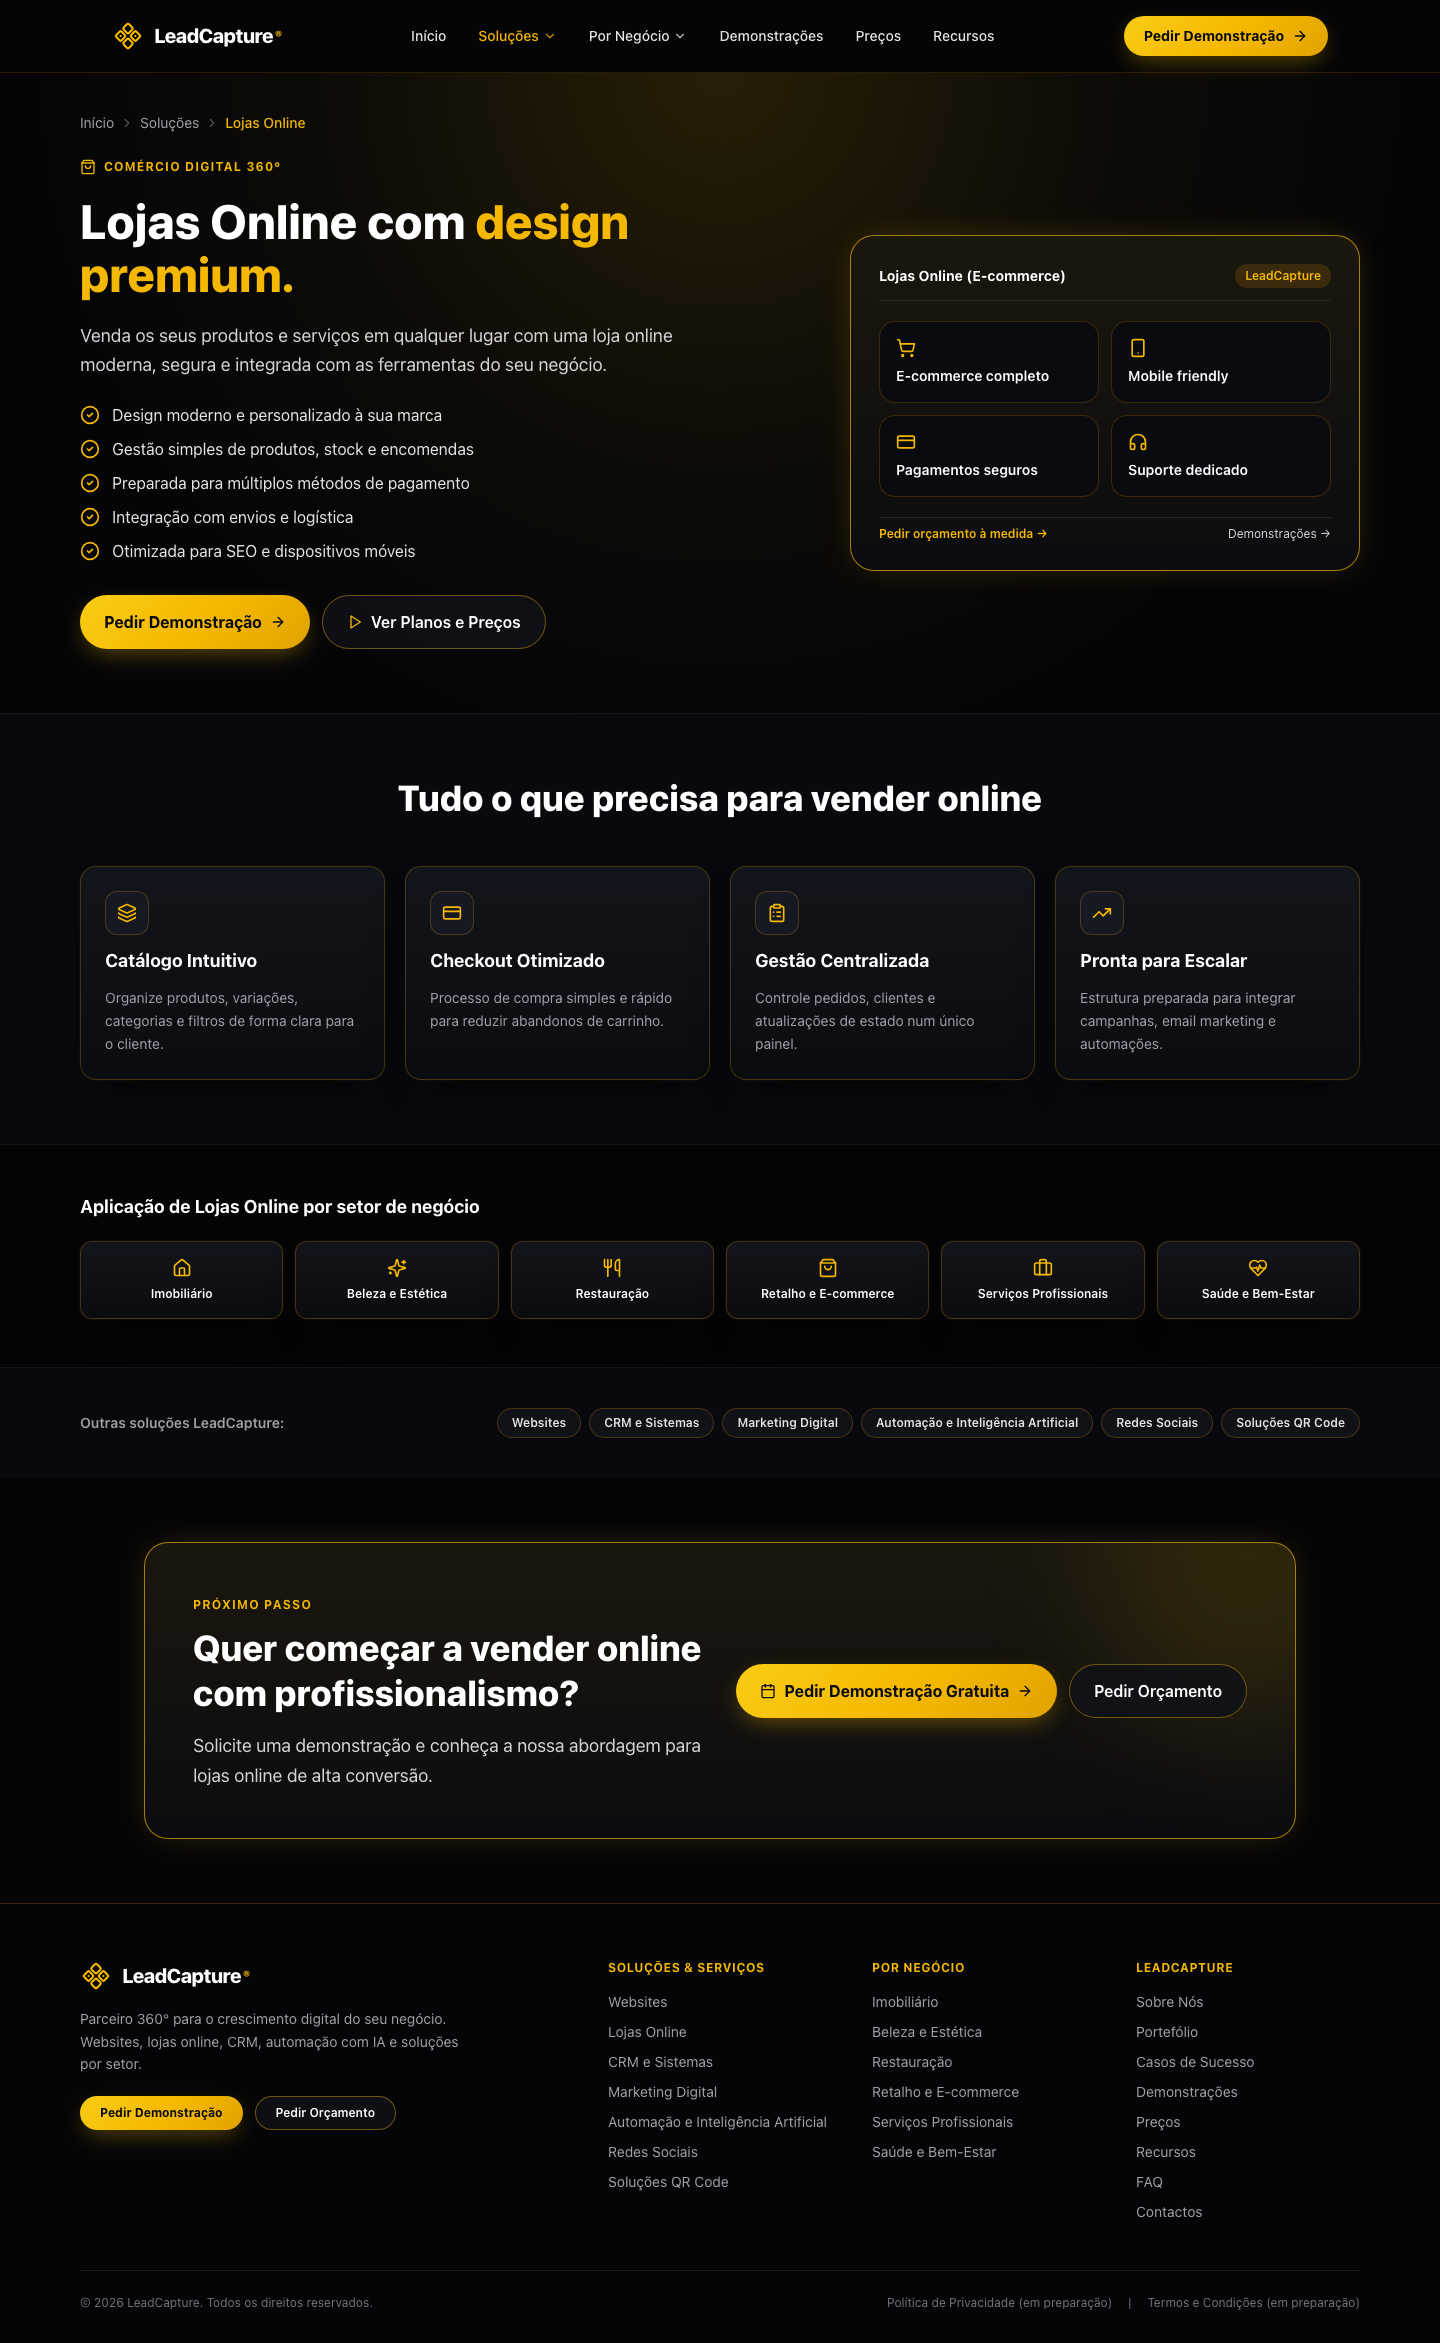 LeadCapture®
Início
Soluções
Por Negócio
Demonstrações
Preços
Recursos
Pedir Demonstração →
Início > Soluções > Lojas Online
COMÉRCIO DIGITAL 360º
Lojas Online com design
premium.
Venda os seus produtos e serviços em qualquer lugar com uma loja online
moderna, segura e integrada com as ferramentas do seu negócio.
Design moderno e personalizado à sua marca
Gestão simples de produtos, stock e encomendas
Preparada para múltiplos métodos de pagamento
Integração com envios e logística
Otimizada para SEO e dispositivos móveis
Pedir Demonstração →
Ver Planos e Preços
Lojas Online (E-commerce)
LeadCapture
E-commerce completo
Mobile friendly
Pagamentos seguros
Suporte dedicado
Pedir orçamento à medida →
Demonstrações →
Tudo o que precisa para vender online
Catálogo Intuitivo
Organize produtos, variações,
categorias e filtros de forma clara para
o cliente.
Checkout Otimizado
Processo de compra simples e rápido
para reduzir abandonos de carrinho.
Gestão Centralizada
Controle pedidos, clientes e
atualizações de estado num único
painel.
Pronta para Escalar
Estrutura preparada para integrar
campanhas, email marketing e
automações.
Aplicação de Lojas Online por setor de negócio
Imobiliário
Beleza e Estética
Restauração
Retalho e E-commerce
Serviços Profissionais
Saúde e Bem-Estar
Outras soluções LeadCapture:
Websites
CRM e Sistemas
Marketing Digital
Automação e Inteligência Artificial
Redes Sociais
Soluções QR Code
PRÓXIMO PASSO
Quer começar a vender online
com profissionalismo?
Solicite uma demonstração e conheça a nossa abordagem para
lojas online de alta conversão.
Pedir Demonstração Gratuita →
Pedir Orçamento
LeadCapture®
Parceiro 360º para o crescimento digital do seu negócio.
Websites, lojas online, CRM, automação com IA e soluções
por setor.
Pedir Demonstração
Pedir Orçamento
SOLUÇÕES & SERVIÇOS
Websites
Lojas Online
CRM e Sistemas
Marketing Digital
Automação e Inteligência Artificial
Redes Sociais
Soluções QR Code
POR NEGÓCIO
Imobiliário
Beleza e Estética
Restauração
Retalho e E-commerce
Serviços Profissionais
Saúde e Bem-Estar
LEADCAPTURE
Sobre Nós
Portefólio
Casos de Sucesso
Demonstrações
Preços
Recursos
FAQ
Contactos
© 2026 LeadCapture. Todos os direitos reservados.
Política de Privacidade (em preparação) | Termos e Condições (em preparação)